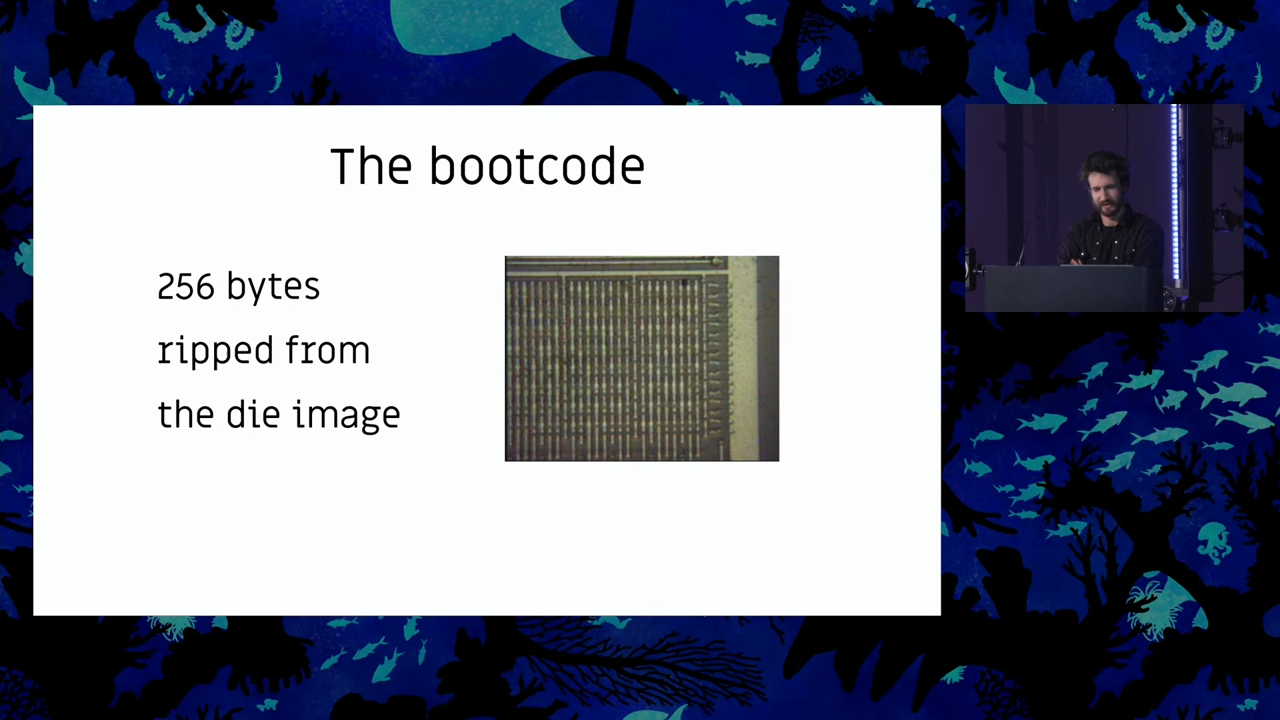 The bootcode
256 bytes
ripped from
the die image